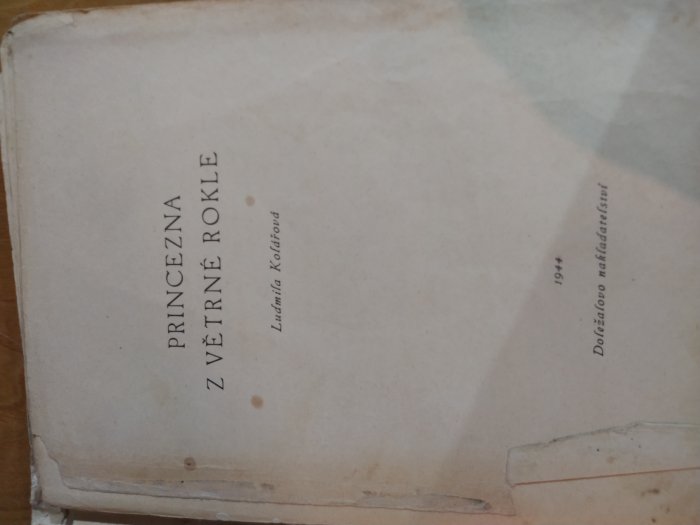 PRINCEZNA
Z VĚTRNÉ ROKLE
Ludmila Kolářová
1944
Doležalovo nakladatelství